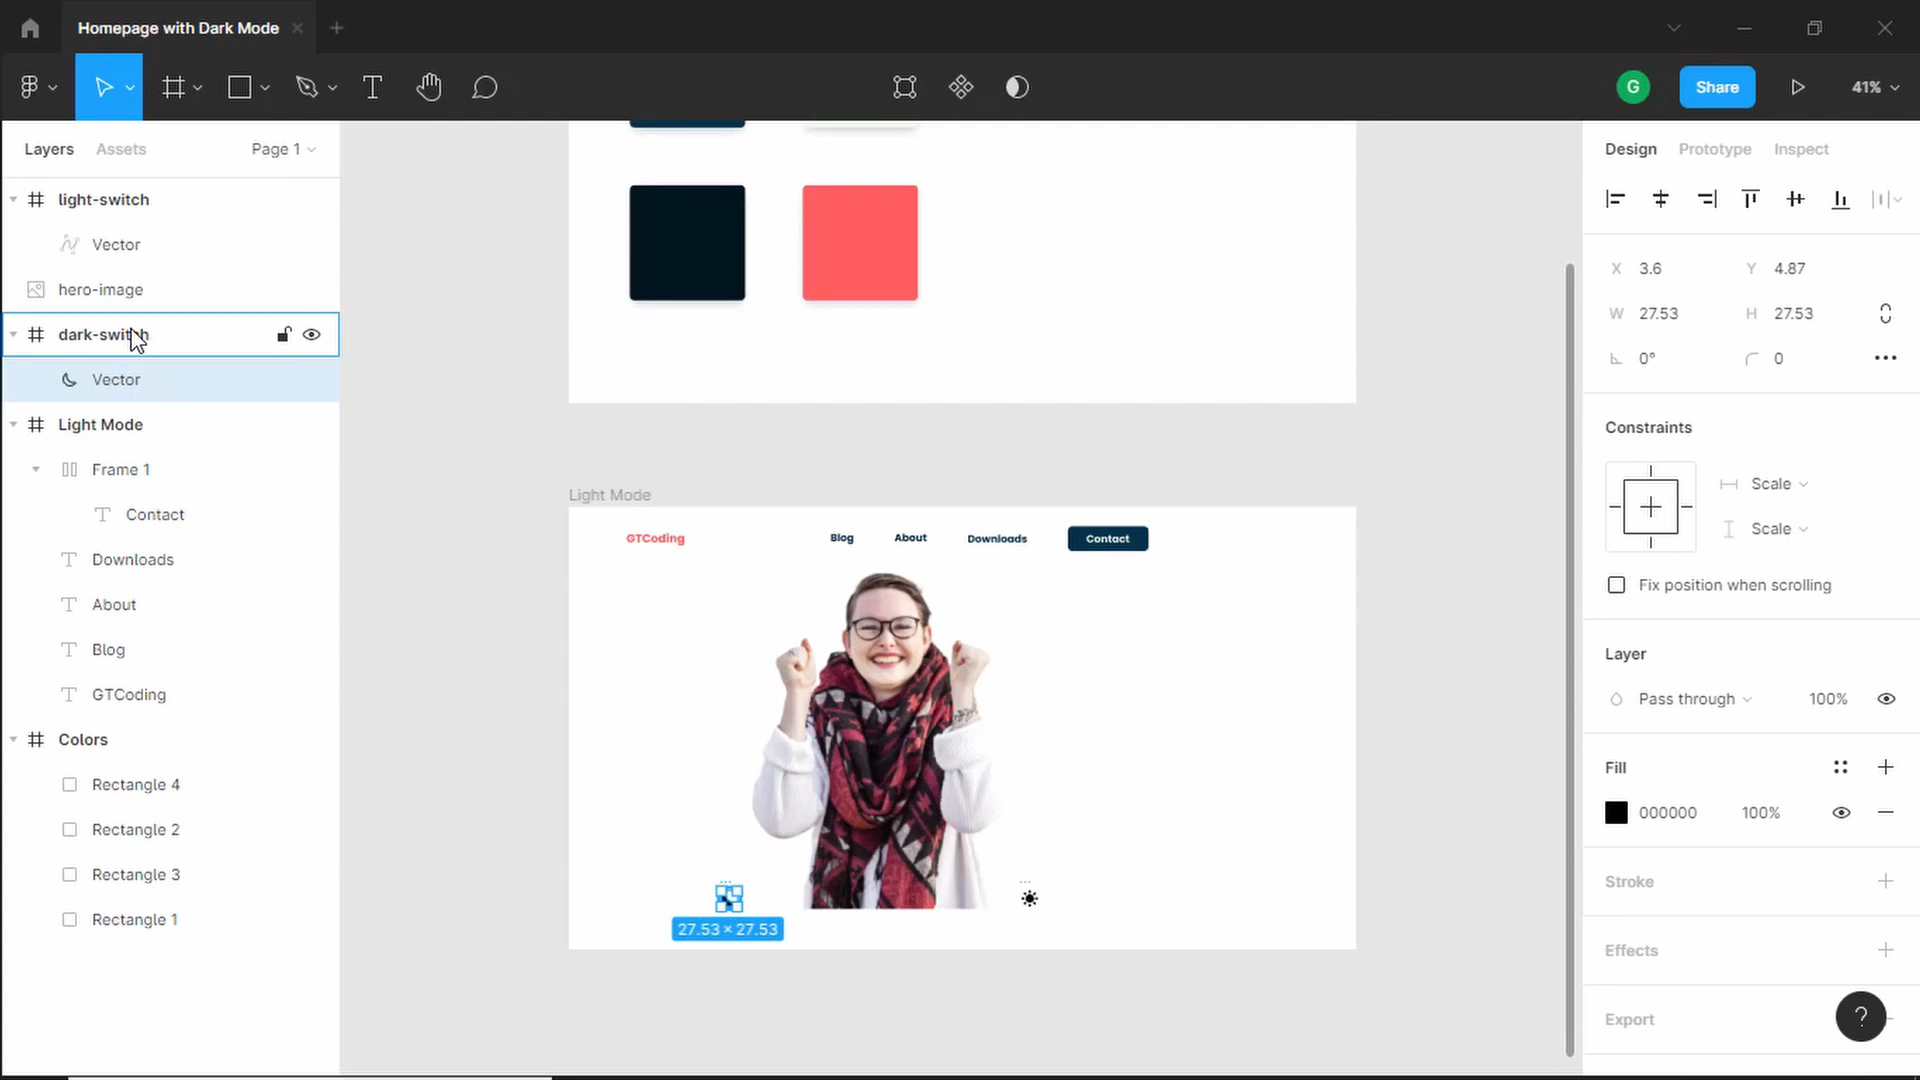 Homepage with Dark Mode
G
Share
41%
Layers
Assets
Page 1
light-switch
Vector
hero-image
dark-switch
Vector
Light Mode
Frame 1
Contact
Downloads
About
Blog
GTCoding
Colors
Rectangle 4
Rectangle 2
Rectangle 3
Rectangle 1
Light Mode
GTCoding
Blog
About
Downloads
Contact
27.53 × 27.53
Design
Prototype
Inspect
X 3.6
Y 4.87
W 27.53
H 27.53
0°
0
Constraints
Scale
Scale
Fix position when scrolling
Layer
Pass through
100%
Fill
000000
100%
Stroke
Effects
Export
?